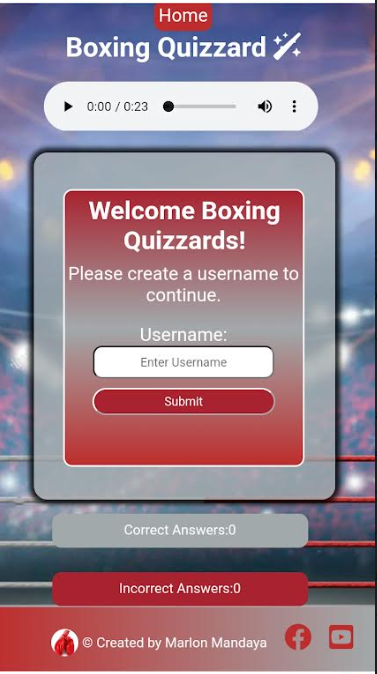 Home
Boxing Quizzard
0:00 / 0:23
Welcome Boxing
Quizzards!
Please create a username to
continue.
Username:
Enter Username
Submit
Correct Answers:0
Incorrect Answers:0
© Created by Marlon Mandaya